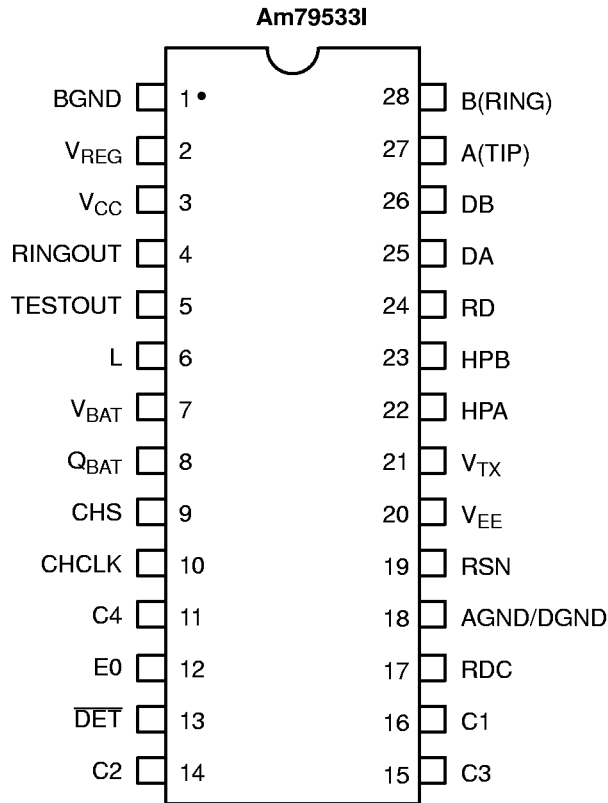 Am79533I
BGND 1 28 B(RING)
VREG 2 27 A(TIP)
VCC 3 26 DB
RINGOUT 4 25 DA
TESTOUT 5 24 RD
L 6 23 HPB
VBAT 7 22 HPA
QBAT 8 21 VTX
CHS 9 20 VEE
CHCLK 10 19 RSN
C4 11 18 AGND/DGND
E0 12 17 RDC
DET 13 16 C1
C2 14 15 C3